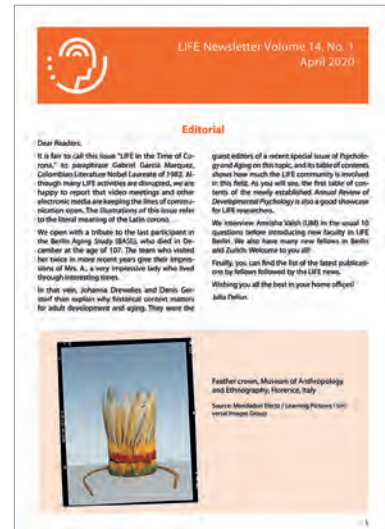 LIFE Newsletter Volume 14, No. 1
April 2020
Editorial
Dear Readers,
It is fair to call this issue "LIFE in the Time of Co-
rona," to paraphrase Gabriel García Marquez,
Colombian Literature Nobel Laureate of 1982. Al-
though many LIFE activities are disrupted, we are
happy to report that video meetings and other
electronic media are keeping the lines of commu-
nication open. The illustrations of this issue refer
to the literal meaning of the Latin corona.
We open with a tribute to the last participant in
the Berlin Aging Study (BASE), who died in De-
cember at the age of 107. The team who visited
her twice in more recent years give their impres-
sions of Mrs. A., a very impressive lady who lived
through interesting times.
In that vein, Johanna Drewelies and Denis Ger-
storf then explain why historical context matters
for adult development and aging. They were the
guest editors of a recent special issue of Psycholo-
gy and Aging on this topic, and its table of contents
shows how much the LIFE community is involved
in this field. As you will see, the first table of con-
tents of the newly established Annual Review of
Developmental Psychology is also a good showcase
for LIFE researchers.
We interview Amrisha Vaish (UM) in the usual 10
questions before introducing new faculty in LIFE
Berlin. We also have many new fellows in Berlin
and Zurich. Welcome to you all!
Finally, you can find the list of the latest publicati-
ons by fellows followed by the LIFE news.
Wishing you all the best in your home offices!
Julia Delius
Feather crown, Museum of Anthropology
and Ethnography, Florence, Italy
Source: Mondadori Electa / Learning Pictures / Uni-
versal Images Group
1